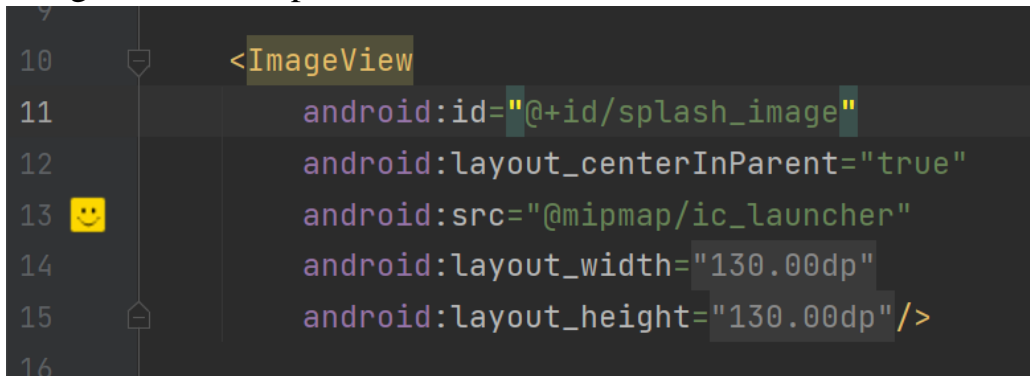 9
10 <ImageView
11 android:id="@+id/splash_image"
12 android:layout_centerInParent="true"
13 android:src="@mipmap/ic_launcher"
14 android:layout_width="130.00dp"
15 android:layout_height="130.00dp"/>
16